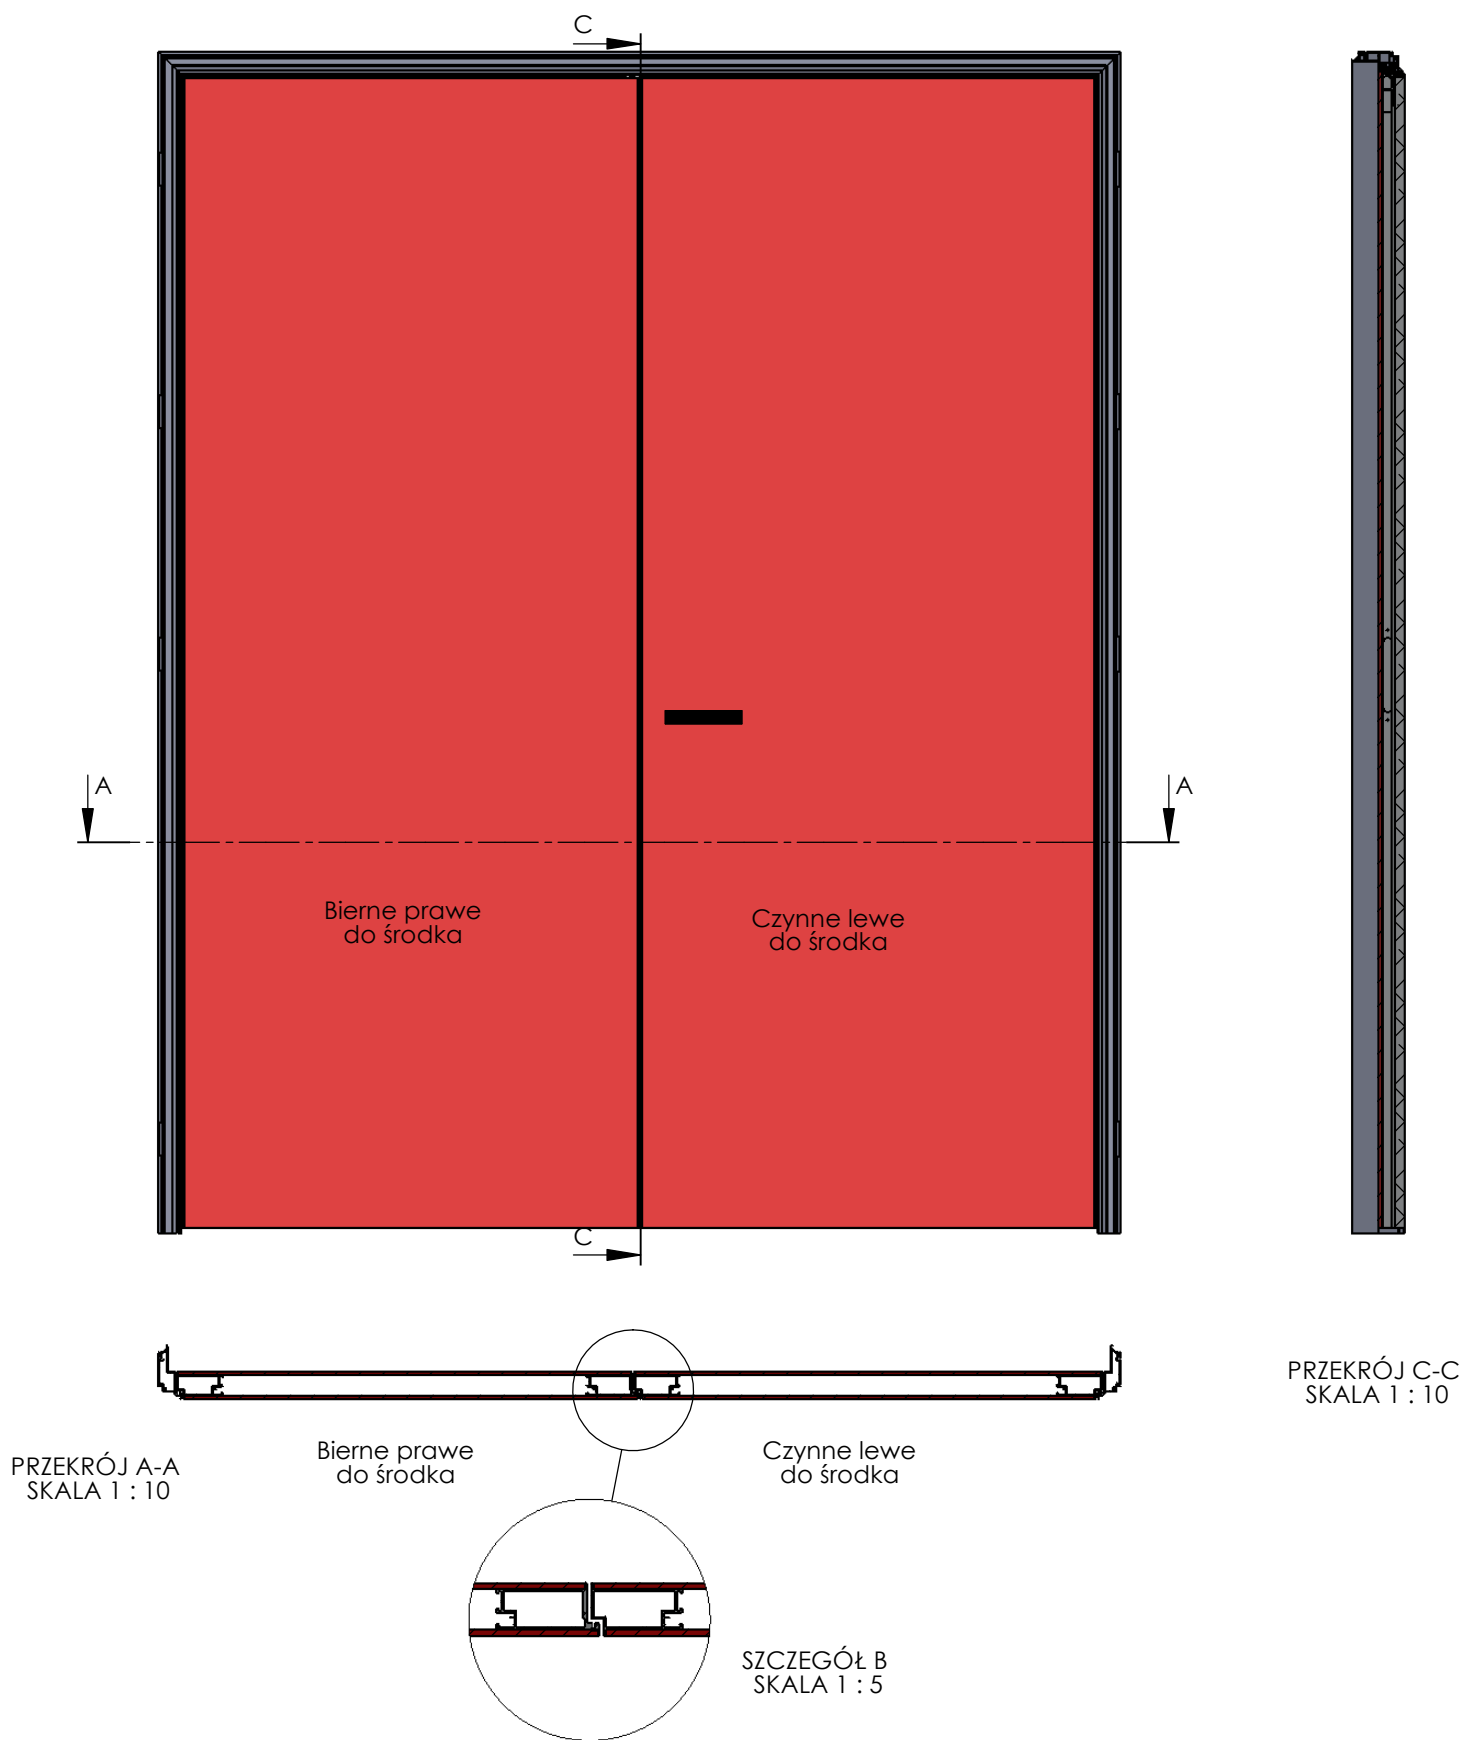 C
A
A
Bierne prawe
do środka
Czynne lewe
do środka
C
PRZEKRÓJ C-C
SKALA 1 : 10
Bierne prawe
do środka
Czynne lewe
do środka
PRZEKRÓJ A-A
SKALA 1 : 10
SZCZEGÓŁ B
SKALA 1 : 5